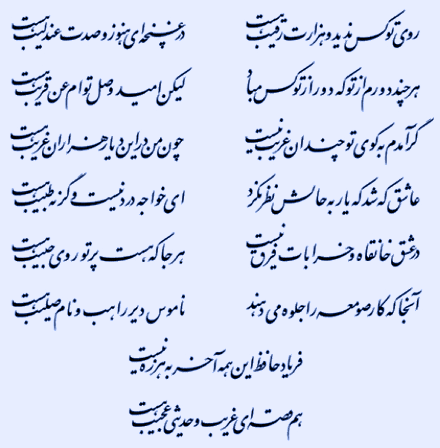 روی تو کس ندید و هزارت رقیب هست
در غنچه‌ای هنوز و صدت عندلیب هست
هر چند دورم از تو که دور از تو کس مباد
لیکن امید وصل توام عن قریب هست
گر آمدم به کوی تو چندان غریب نیست
چون من در این دیار هزاران غریب هست
عاشق که شد که یار به حالش نظر نکرد
ای خواجه درد نیست وگرنه طبیب هست
در عشق خانقاه و خرابات فرق نیست
هر جا که هست پرتو روی حبیب هست
آنجا که کار صومعه را جلوه می‌دهند
ناموس دیر راهب و نام صلیب هست
فریاد حافظ این همه آخر به هرزه نیست
هم قصه‌ای غریب و حدیثی عجیب هست